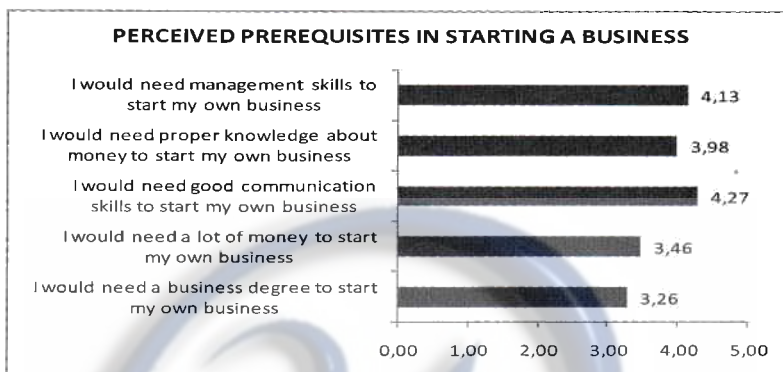 PERCEIVED PREREQUISITES IN STARTING A BUSINESS
I would need management skills to
start my own business
4,13
I would need proper knowledge about
money to start my own business
3,98
I would need good communication
skills to start my own business
4,27
I would need a lot of money to start
my own business
3,46
I would need a business degree to start
my own business
3,26
0,00 1,00 2,00 3,00 4,00 5,00